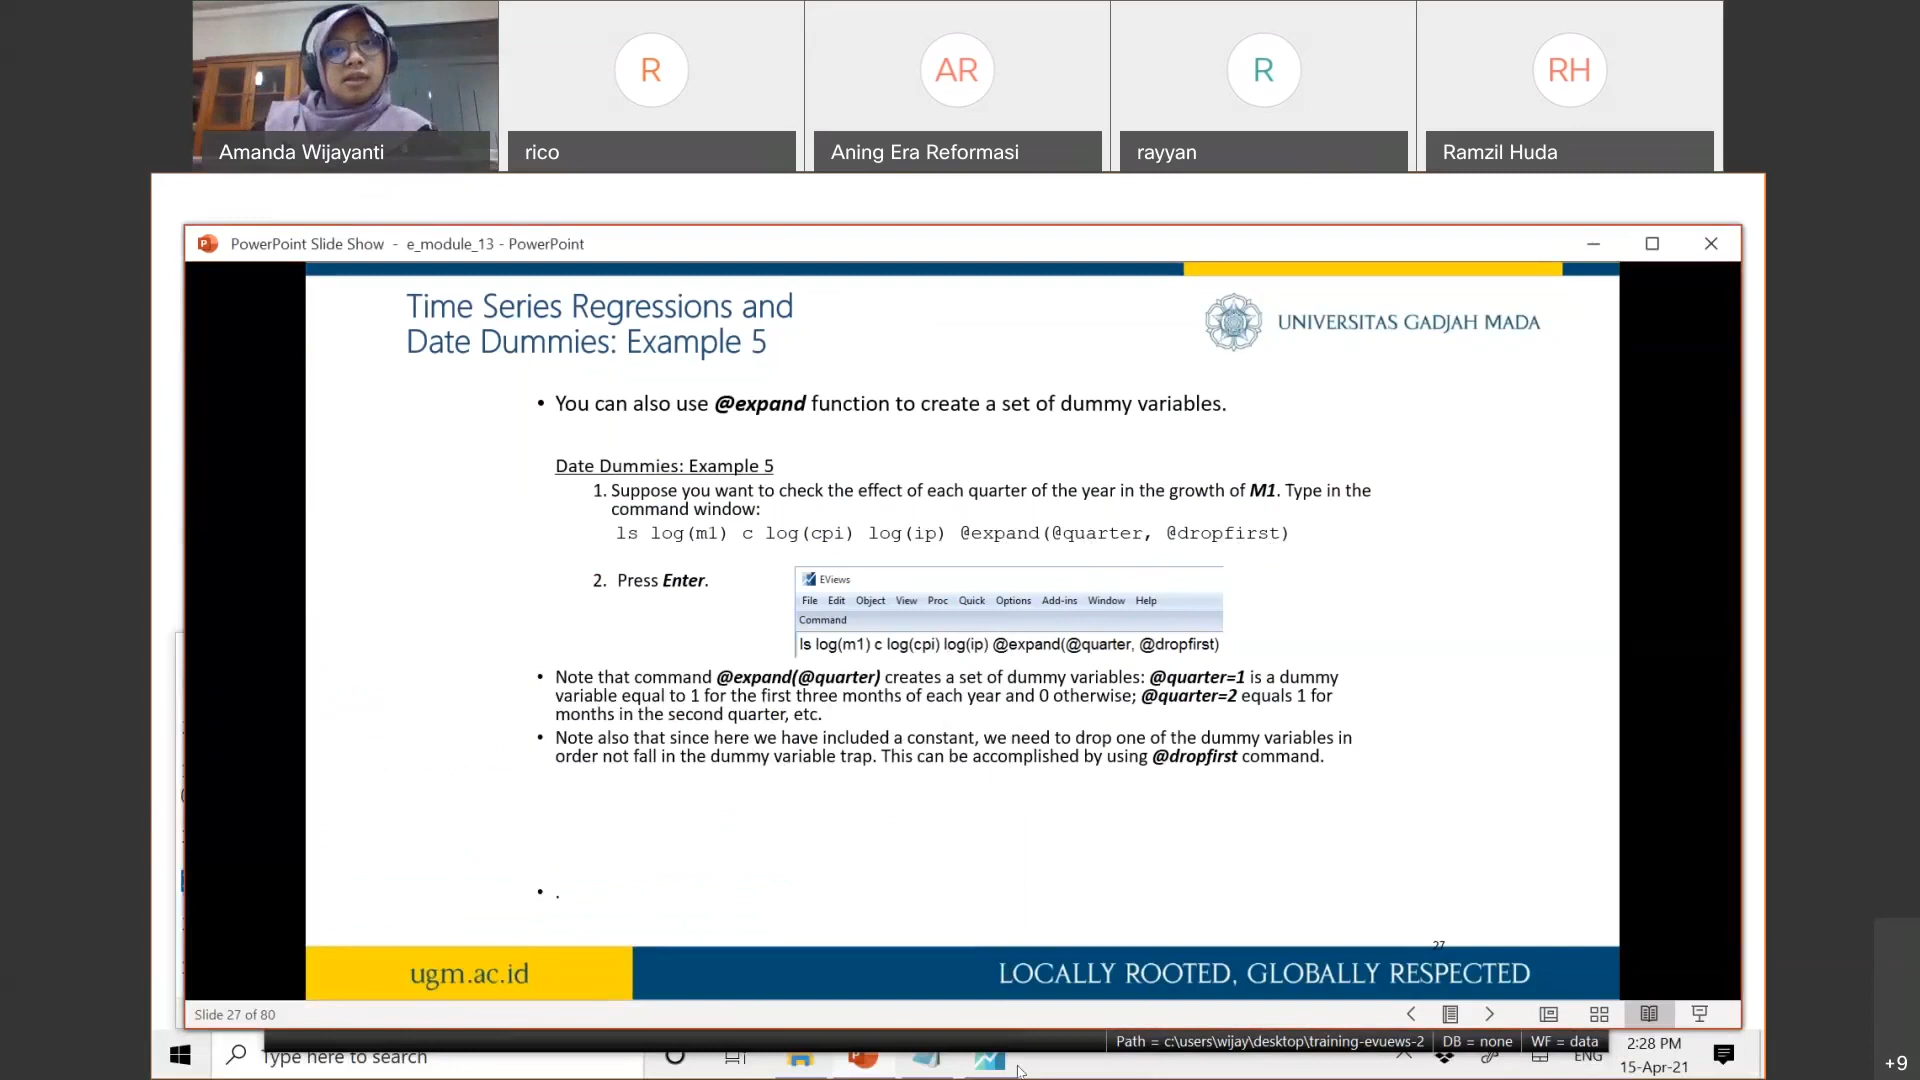 R
AR
R
RH
Amanda Wijayanti
rico
Aning Era Reformasi
rayyan
Ramzil Huda
PowerPoint Slide Show - e_module_13 - PowerPoint
Time Series Regressions and
Date Dummies: Example 5
UNIVERSITAS GADJAH MADA
• You can also use @expand function to create a set of dummy variables.
Date Dummies: Example 5
1. Suppose you want to check the effect of each quarter of the year in the growth of M1. Type in the
command window:
ls log(m1) c log(cpi) log(ip) @expand(@quarter, @dropfirst)
2. Press Enter.
EViews
File Edit Object View Proc Quick Options Add-ins Window Help
Command
ls log(m1) c log(cpi) log(ip) @expand(@quarter, @dropfirst)
• Note that command @expand(@quarter) creates a set of dummy variables: @quarter=1 is a dummy
variable equal to 1 for the first three months of each year and 0 otherwise; @quarter=2 equals 1 for
months in the second quarter, etc.
• Note also that since here we have included a constant, we need to drop one of the dummy variables in
order not fall in the dummy variable trap. This can be accomplished by using @dropfirst command.
• .
27
ugm.ac.id
LOCALLY ROOTED, GLOBALLY RESPECTED
Slide 27 of 80
Path = c:\users\wijay\desktop\training-evuews-2 DB = none WF = data
Type here to search
ENG
2:28 PM
15-Apr-21
+9